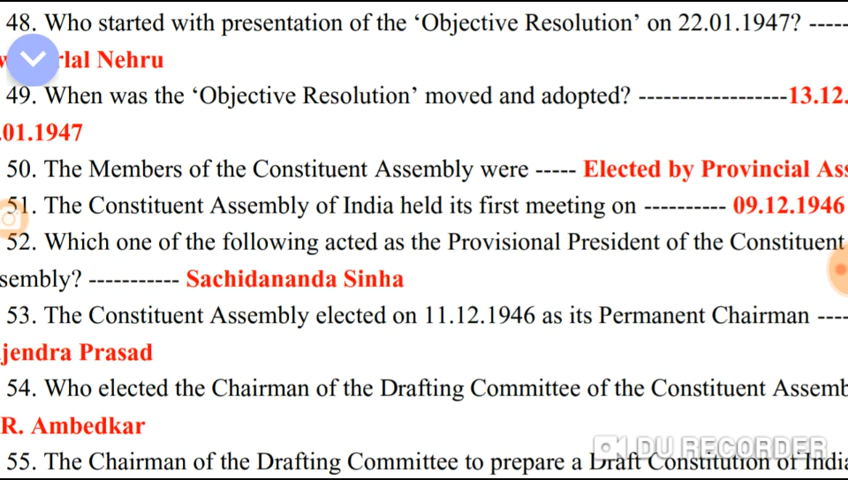 48. Who started with presentation of the ‘Objective Resolution’ on 22.01.1947? -----
rlal Nehru
49. When was the ‘Objective Resolution’ moved and adopted? ------------------13.12.
.01.1947
50. The Members of the Constituent Assembly were ----- Elected by Provincial Ass
51. The Constituent Assembly of India held its first meeting on ---------- 09.12.1946
52. Which one of the following acted as the Provisional President of the Constituent
sembly? ----------- Sachidananda Sinha
53. The Constituent Assembly elected on 11.12.1946 as its Permanent Chairman ----
jendra Prasad
54. Who elected the Chairman of the Drafting Committee of the Constituent Assemb
R. Ambedkar
55. The Chairman of the Drafting Committee to prepare a Draft Constitution of India
DU RECORDER